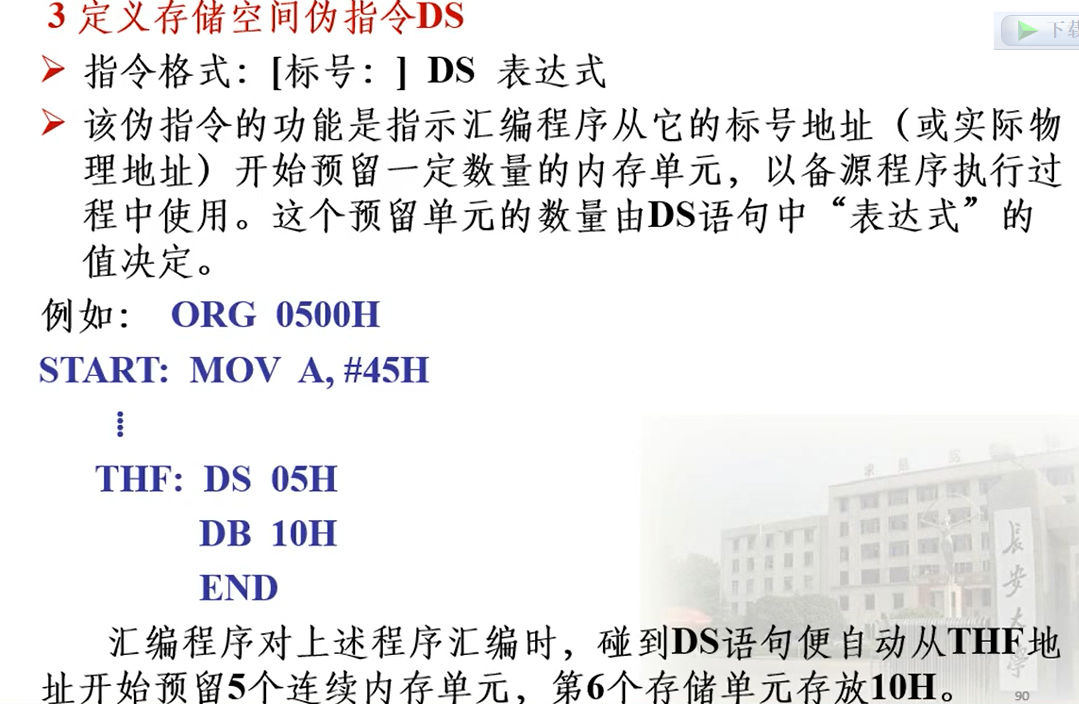 3 定义存储空间伪指令DS
下载
指令格式：[标号：] DS 表达式
该伪指令的功能是指示汇编程序从它的标号地址（或实际物
理地址）开始预留一定数量的内存单元，以备源程序执行过
程中使用。这个预留单元的数量由DS语句中“表达式”的
值决定。
例如： ORG 0500H
START: MOV A, #45H
⁞
THF: DS 05H
DB 10H
END
长安大学
汇编程序对上述程序汇编时，碰到DS语句便自动从THF地
址开始预留5个连续内存单元，第6个存储单元存放10H。
90